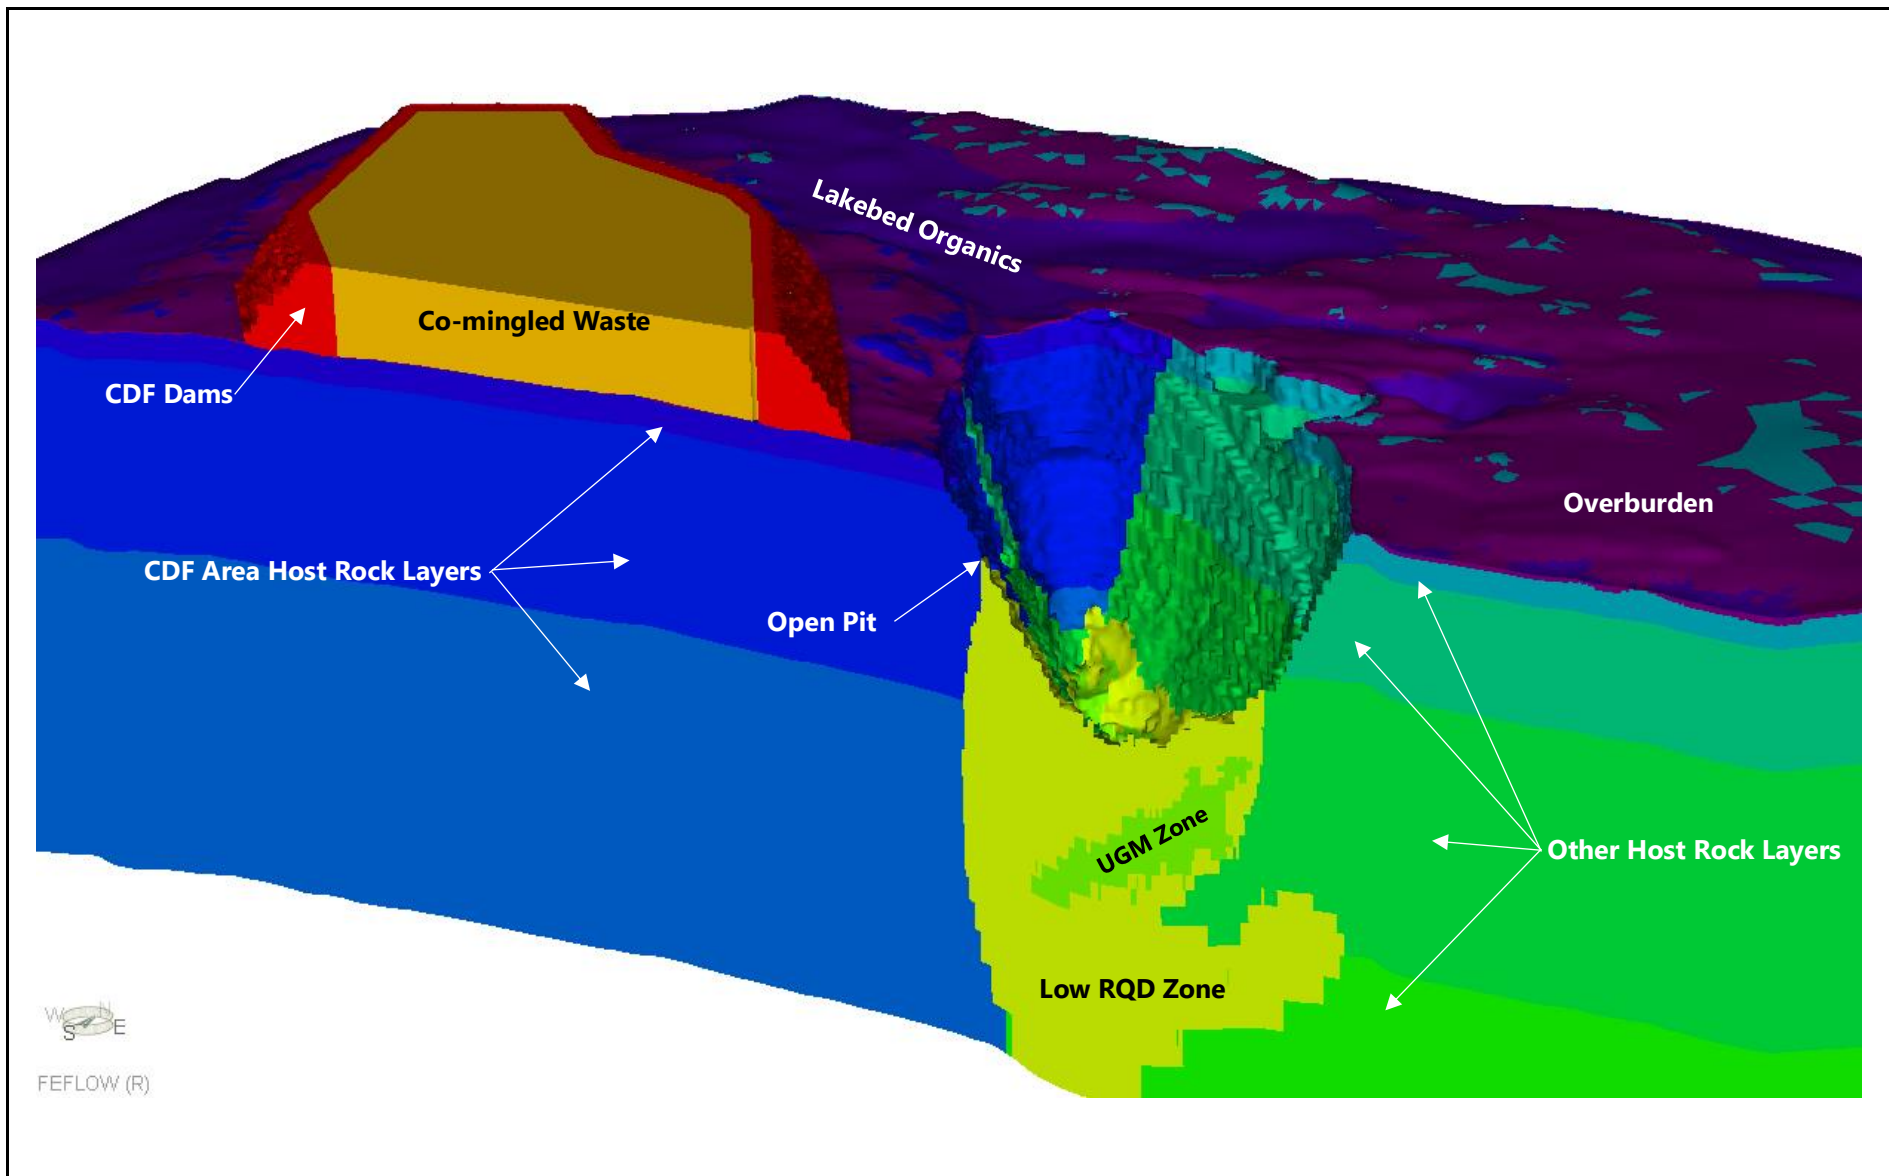 Lakebed Organics
Co-mingled Waste
CDF Dams
Overburden
CDF Area Host Rock Layers
Open Pit
UGM Zone
Other Host Rock Layers
Low RQD Zone
W N
S E
FEFLOW (R)